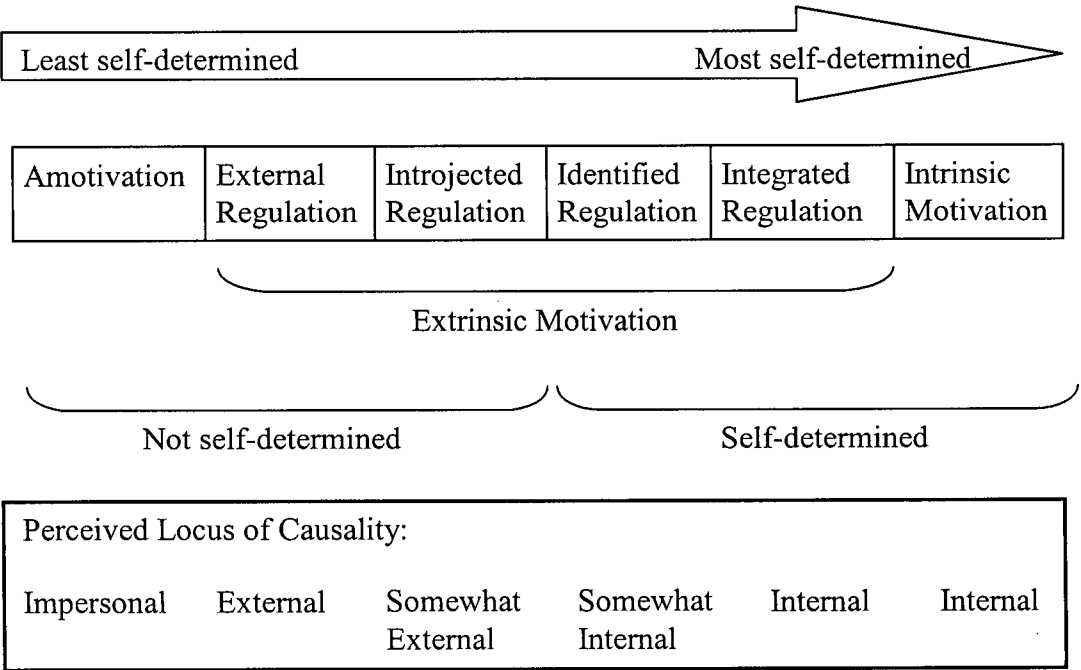 Least self-determined Most self-determined
Amotivation External Regulation Introjected Regulation Identified Regulation Integrated Regulation Intrinsic Motivation
Extrinsic Motivation
Not self-determined Self-determined
Perceived Locus of Causality:
Impersonal External Somewhat External Somewhat Internal Internal Internal